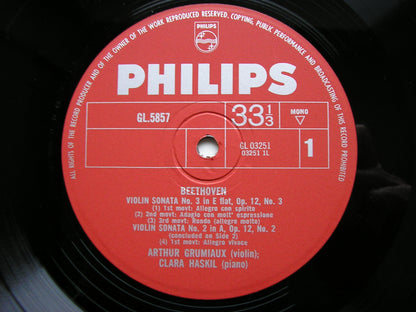 ALL RIGHTS OF THE RECORD PRODUCER AND OF THE OWNER OF THE WORK REPRODUCED RESERVED, COPYING, PUBLIC PERFORMANCE AND BROADCASTING OF THIS RECORD PROHIBITED
PHILIPS
PHILIPS
GL.5857
33 1/3
MONO
GL 03251
03251 1L
1
BEETHOVEN
VIOLIN SONATA No. 3 in E flat, Op. 12, No. 3
(1) 1st movt: Allegro con spirito
(2) 2nd movt: Adagio con molt' espressione
(3) 3rd movt: Rondo (allegro molto)
VIOLIN SONATA No. 2 in A, Op. 12, No. 2
(concluded on Side 2)
(4) 1st movt: Allegro vivace
ARTHUR GRUMIAUX (violin);
CLARA HASKIL (piano)